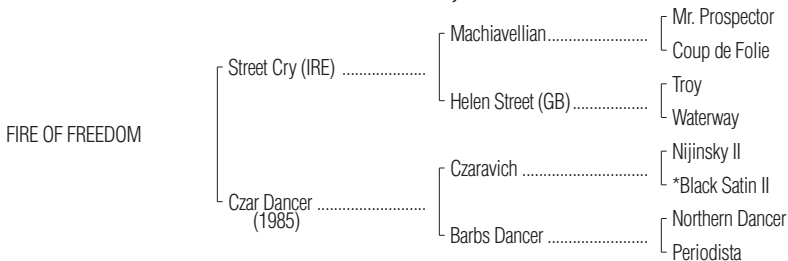 Mr. Prospector
Machiavellian....................
Coup de Folie
Street Cry (IRE) ....................
Troy
Helen Street (GB)..................
Waterway
FIRE OF FREEDOM
Nijinsky II
Czaravich ..............................
*Black Satin II
Czar Dancer ..........................
(1985)
Northern Dancer
Barbs Dancer ........................
Periodista